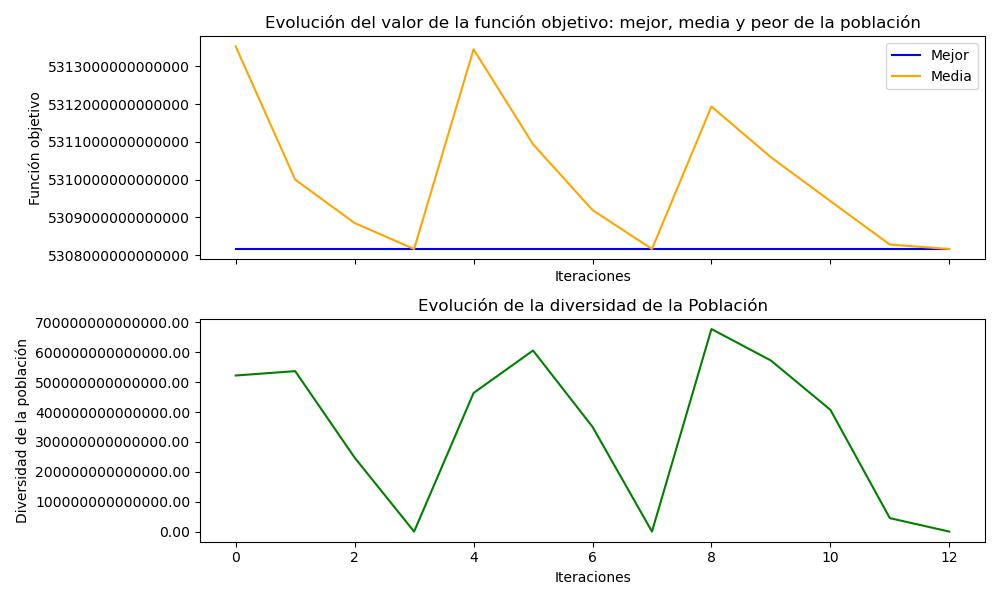 Evolución del valor de la función objetivo: mejor, media y peor de la población
Función objetivo
5313000000000000
5312000000000000
5311000000000000
5310000000000000
5309000000000000
5308000000000000
Mejor
Media
Iteraciones
Evolución de la diversidad de la Población
Diversidad de la población
700000000000000.00
600000000000000.00
500000000000000.00
400000000000000.00
300000000000000.00
200000000000000.00
100000000000000.00
0.00
0 2 4 6 8 10 12
Iteraciones